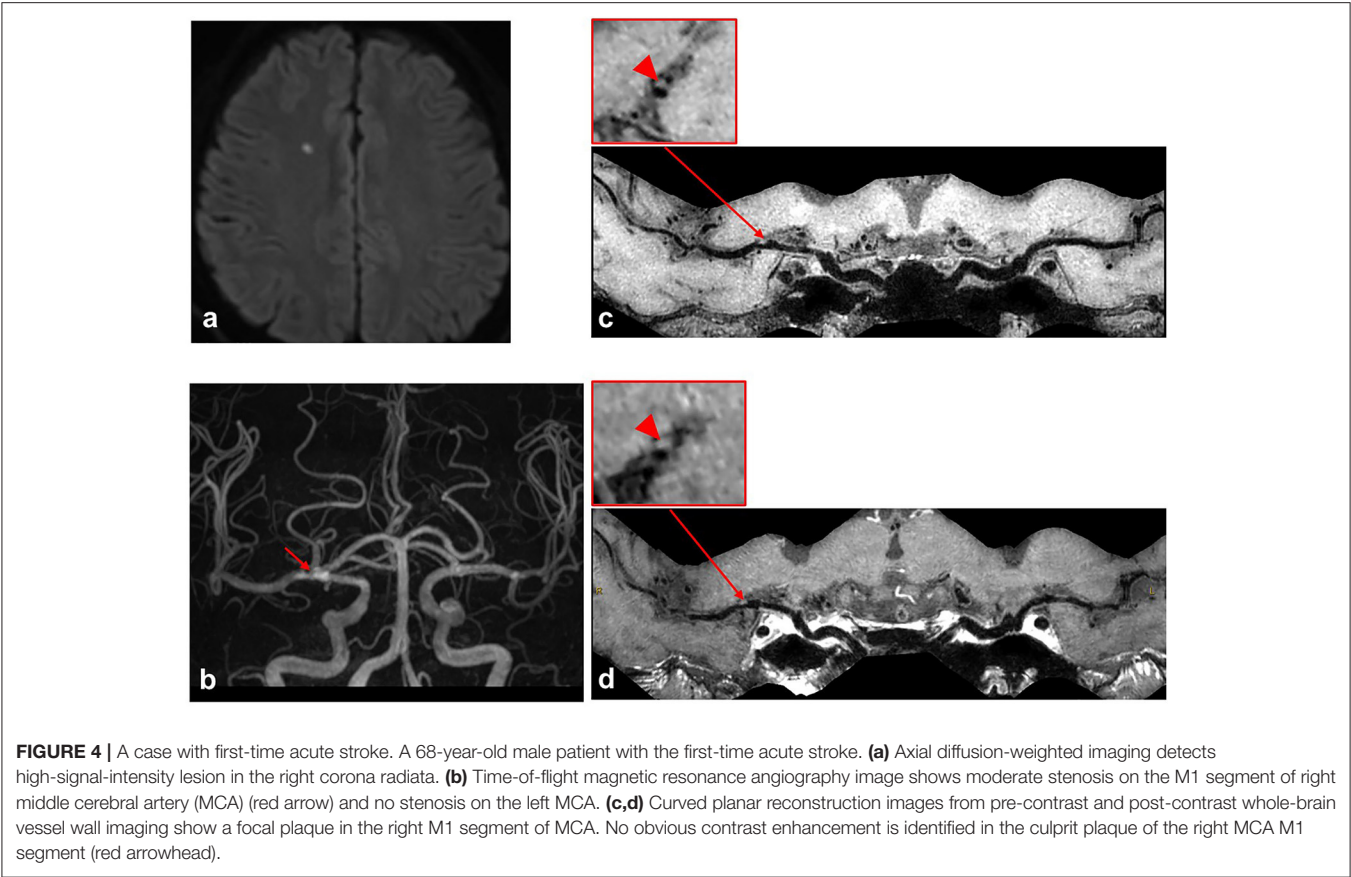 a
c
b
R
L
d
FIGURE 4 | A case with first-time acute stroke. A 68-year-old male patient with the first-time acute stroke. (a) Axial diffusion-weighted imaging detects
high-signal-intensity lesion in the right corona radiata. (b) Time-of-flight magnetic resonance angiography image shows moderate stenosis on the M1 segment of right
middle cerebral artery (MCA) (red arrow) and no stenosis on the left MCA. (c,d) Curved planar reconstruction images from pre-contrast and post-contrast whole-brain
vessel wall imaging show a focal plaque in the right M1 segment of MCA. No obvious contrast enhancement is identified in the culprit plaque of the right MCA M1
segment (red arrowhead).